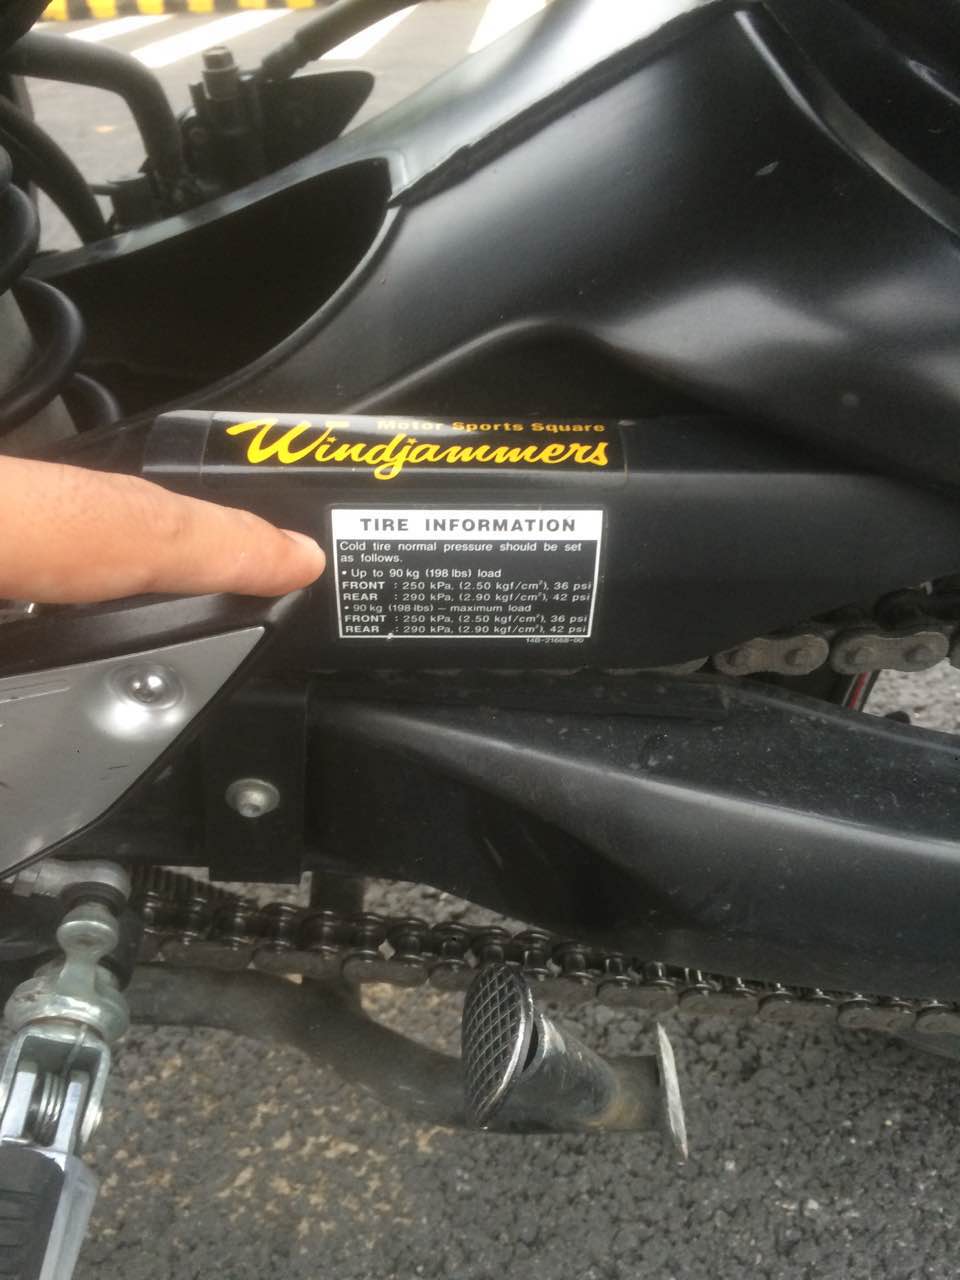 Motor Sports Square
Windjammers
TIRE INFORMATION
Cold tire normal pressure should be set
as follows.
• Up to 90 kg (198 lbs) load
FRONT : 250 kPa, (2.50 kgf/cm², 36 psi
REAR : 290 kPa, (2.90 kgf/cm², 42 psi
• 90 kg (198 lbs) – maximum load
FRONT : 250 kPa, (2.50 kgf/cm², 36 psi
REAR : 290 kPa, (2.90 kgf/cm², 42 psi
14B-21668-00